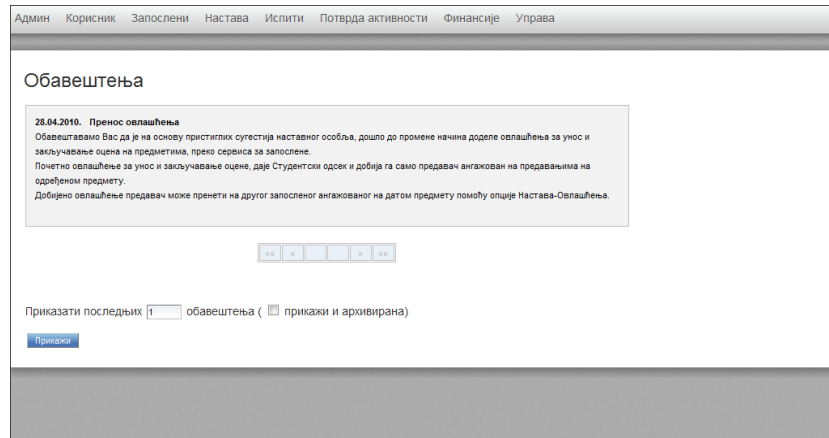 Админ Корисник Запослени Настава Испити Потврда активности Финансије Управа
Обавештења
28.04.2010. Пренос овлашћења
Обавештавамо Вас да је на основу пристиглих сугестија наставног особља, дошло до промене начина доделе овлашћења за унос и
закључавање оцена на предметима, преко сервиса за запослене.
Почетно овлашћење за унос и закључавање оцене, даје Студентски одсек и добија га само предавач ангажован на предавањима на
одређеном предмету.
Добијено овлашћење предавач може пренети на другог запосленог ангажованог на датом предмету помоћу опције Настава-Овлашћења.
«« « » »»
Приказати последњих 1 обавештења ( прикажи и архивирана)
Прикажи